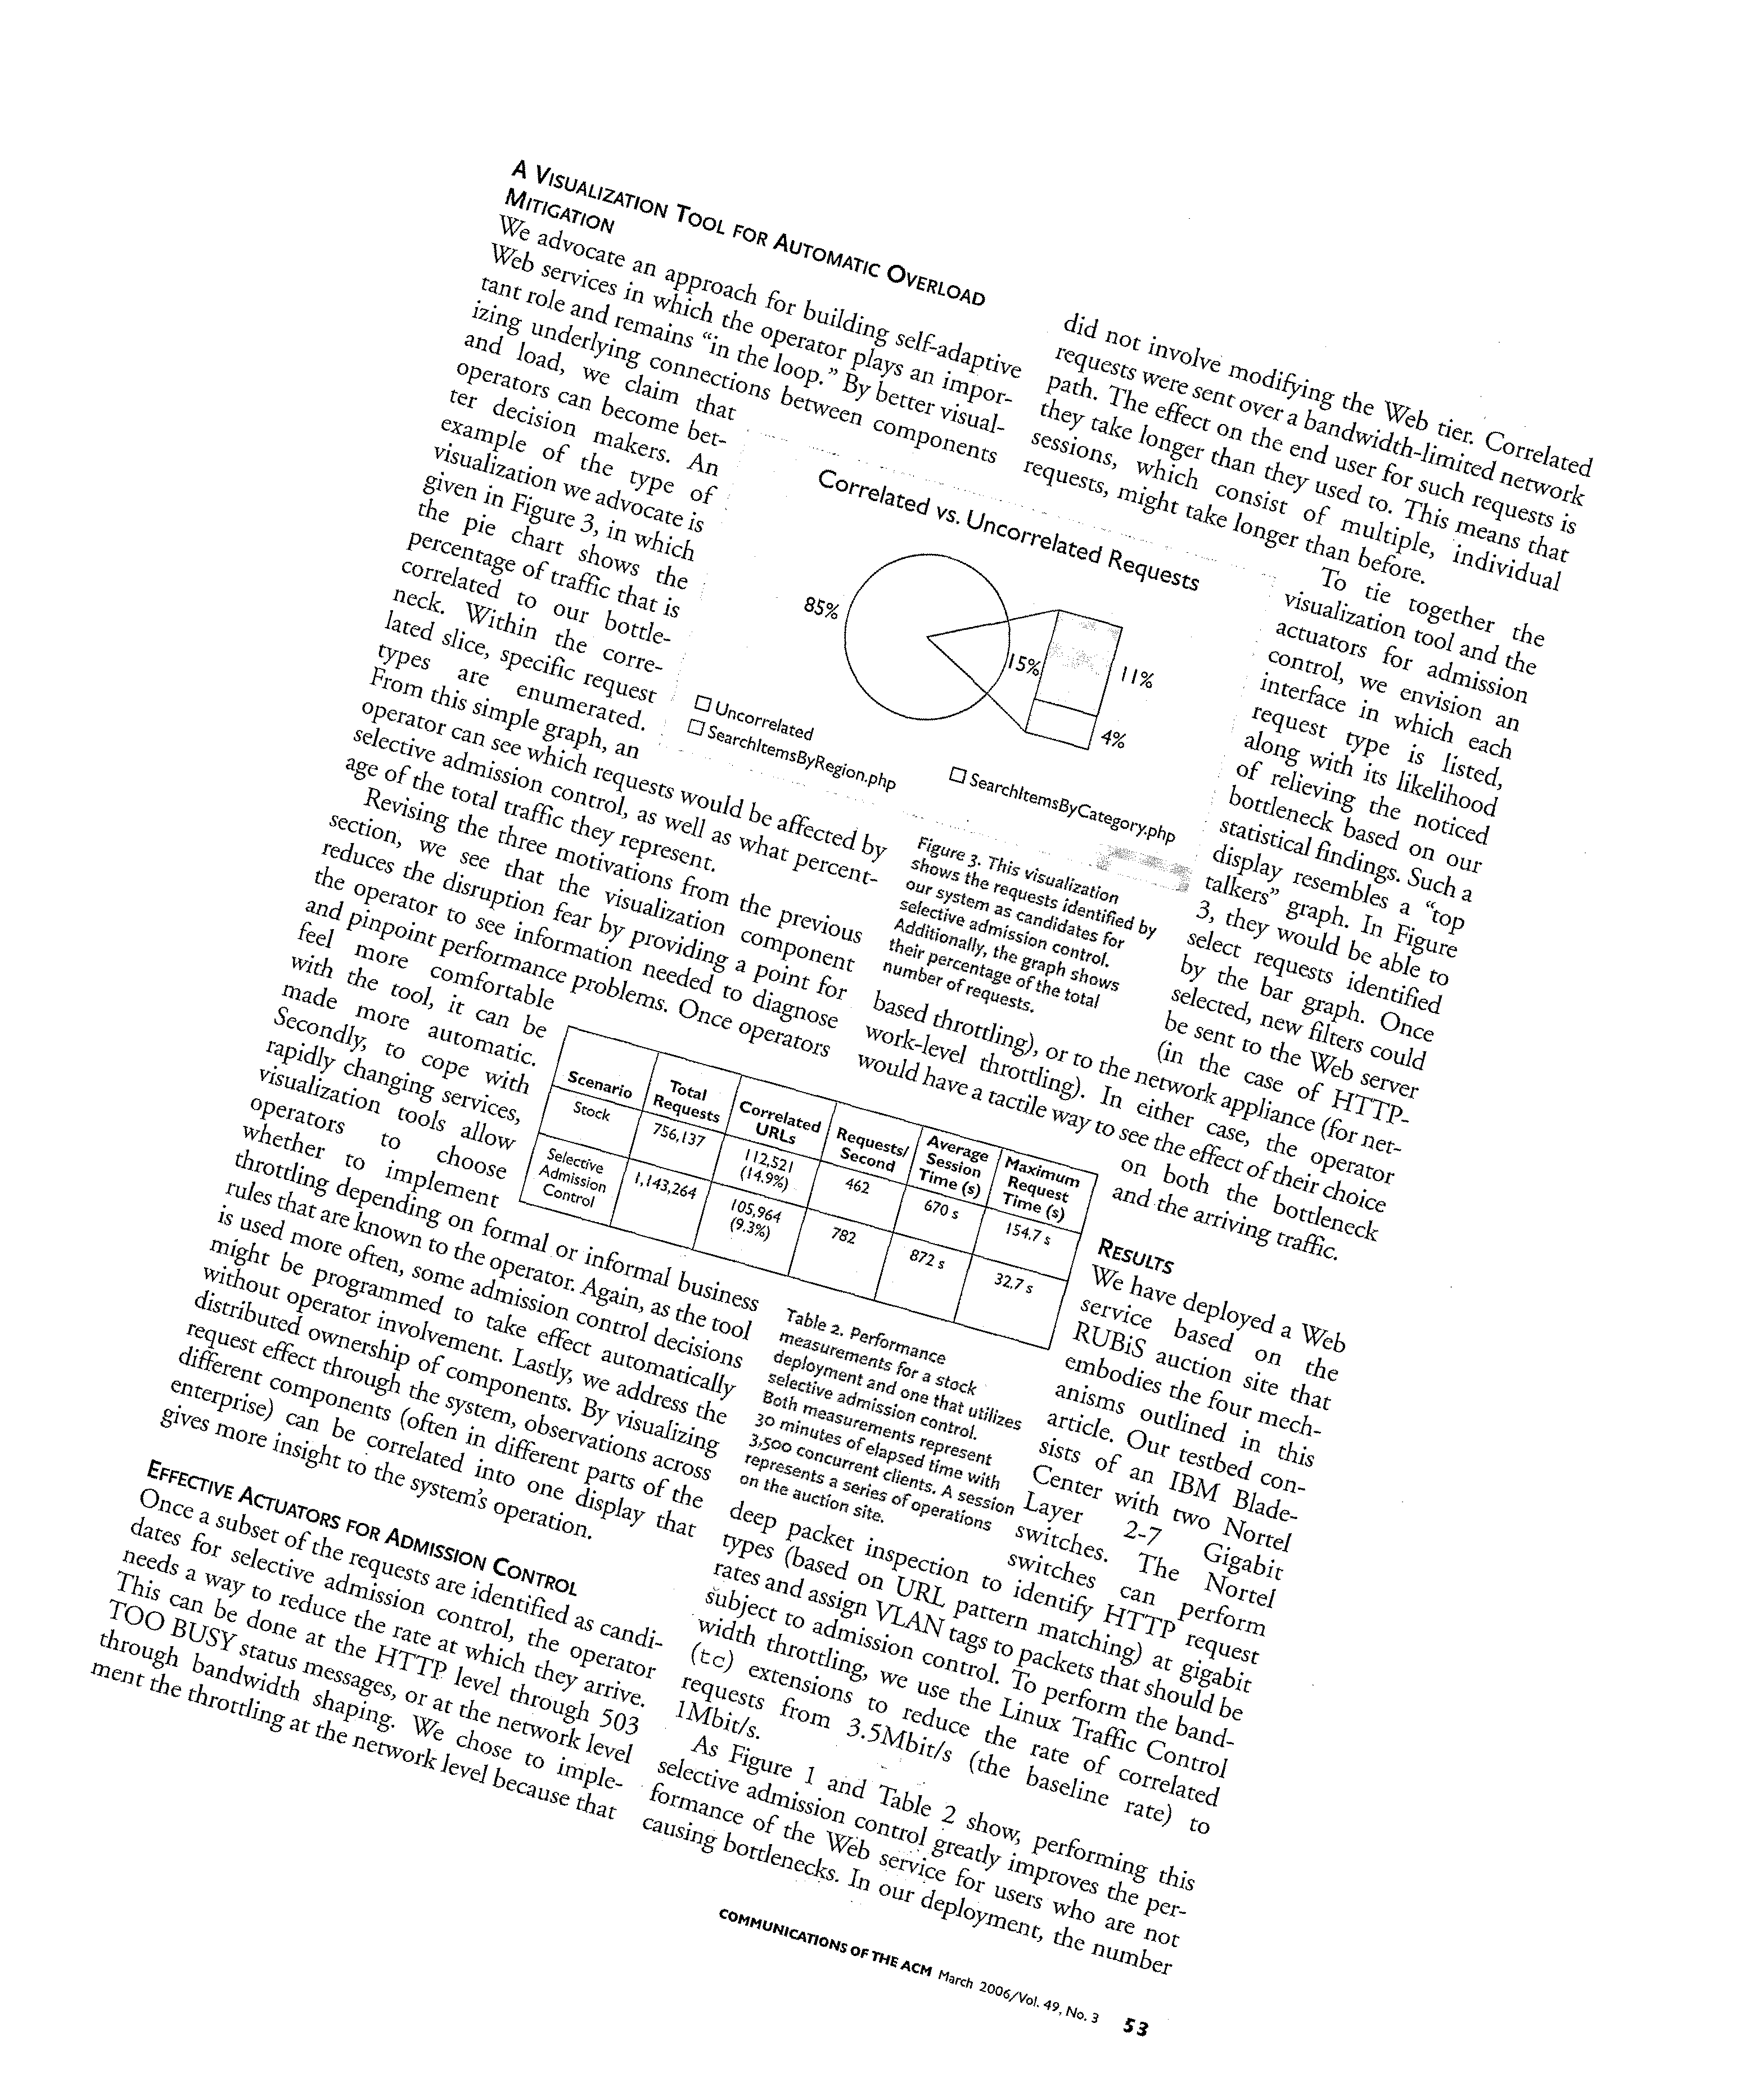 A VISUALIZATION TOOL FOR AUTOMATIC OVERLOAD
MITIGATION
We advocate an approach for building self-adaptive
Web services in which the operator plays an impor-
tant role and remains “in the loop.” By better visual-
izing underlying connections between components
and load, we claim that
operators can become bet-
ter decision makers. An
example of the type of
visualization we advocate is
given in Figure 3, in which
the pie chart shows the
percentage of traffic that is
correlated to our bottle-
neck. Within the corre-
lated slice, specific request
types are enumerated.
From this simple graph, an
operator can see which requests would be affected by
selective admission control, as well as what percent-
age of the total traffic they represent.
Revising the three motivations from the previous
section, we see that the visualization component
reduces the disruption fear by providing a point for
the operator to see information needed to diagnose
and pinpoint performance problems. Once operators
feel more comfortable
with the tool, it can be
made more automatic.
Secondly, to cope with
rapidly changing services,
visualization tools allow
operators to choose
whether to implement
throttling depending on formal or informal business
rules that are known to the operator. Again, as the tool
is used more often, some admission control decisions
might be programmed to take effect automatically
without operator involvement. Lastly, we address the
distributed ownership of components. By visualizing
request effect through the system, observations across
different components (often in different parts of the
enterprise) can be correlated into one display that
gives more insight to the system’s operation.
EFFECTIVE ACTUATORS FOR ADMISSION CONTROL
Once a subset of the requests are identified as candi-
dates for selective admission control, the operator
needs a way to reduce the rate at which they arrive.
This can be done at the HTTP level through 503
TOO BUSY status messages, or at the network level
through bandwidth shaping. We chose to imple-
ment the throttling at the network level because that
did not involve modifying the Web tier. Correlated
requests were sent over a bandwidth-limited network
path. The effect on the end user for such requests is
they take longer than they used to. This means that
sessions, which consist of multiple, individual
requests, might take longer than before.
To tie together the
visualization tool and the
actuators for admission
control, we envision an
interface in which each
request type is listed,
along with its likelihood
of relieving the noticed
bottleneck based on our
statistical findings. Such a
display resembles a “top
talkers” graph. In Figure
3, they would be able to
select requests identified
by the bar graph. Once
selected, new filters could
be sent to the Web server
(in the case of HTTP-
based throttling), or to the network appliance (for net-
work-level throttling). In either case, the operator
would have a tactile way to see the effect of their choice
on both the bottleneck
and the arriving traffic.
RESULTS
We have deployed a Web
service based on the
RUBiS auction site that
embodies the four mech-
anisms outlined in this
article. Our testbed con-
sists of an IBM Blade-
Center with two Nortel
Layer 2-7 Gigabit
switches. The Nortel
switches can perform
deep packet inspection to identify HTTP request
types (based on URL pattern matching) at gigabit
rates and assign VLAN tags to packets that should be
subject to admission control. To perform the band-
width throttling, we use the Linux Traffic Control
(tc) extensions to reduce the rate of correlated
requests from 3.5Mbit/s (the baseline rate) to
1Mbit/s.
As Figure 1 and Table 2 show, performing this
selective admission control greatly improves the per-
formance of the Web service for users who are not
causing bottlenecks. In our deployment, the number
Correlated vs. Uncorrelated Requests
85%
15%
11%
4%
Uncorrelated
SearchItemsByRegion.php
SearchItemsByCategory.php
Figure 3. This visualization
shows the requests identified by
our system as candidates for
selective admission control.
Additionally, the graph shows
their percentage of the total
number of requests.
Scenario Total Requests Correlated URLs Requests/Second Average Session Time (s) Maximum Request Time (s)
Stock 756,137 112,521 (14.9%) 462 670 s 154.7 s
Selective Admission Control 1,143,264 105,964 (9.3%) 782 872 s 32.7 s
Table 2. Performance
measurements for a stock
deployment and one that utilizes
selective admission control.
Both measurements represent
30 minutes of elapsed time with
3,500 concurrent clients. A session
represents a series of operations
on the auction site.
COMMUNICATIONS OF THE ACM March 2006/Vol. 49, No. 3 53